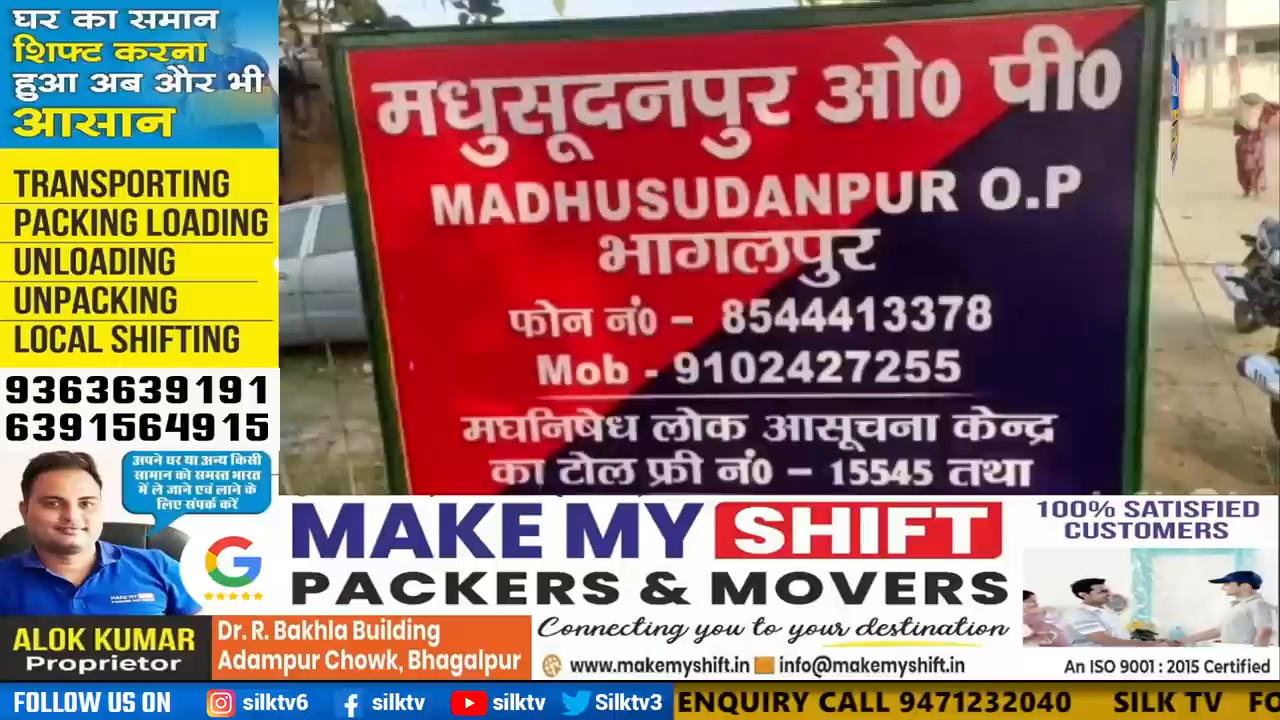 घर का समान
शिफ्ट करना
हुआ अब और भी
आसान
TRANSPORTING
PACKING LOADING
UNLOADING
UNPACKING
LOCAL SHIFTING
9363639191
6391564915
अपने घर या अन्य किसी
सामान को समस्त भारत
में ले जाने एवं लाने के
लिए संपर्क करें
ALOK KUMAR
Proprietor
मधुसूदनपुर ओ0 पी0
MADHUSUDANPUR O.P
भागलपुर
फोन नं0 – 8544413378
Mob - 9102427255
मघनिषेध लोक आसूचना केन्द्र
का टोल फ्री नं0 – 15545 तथा
MAKE MY SHIFT
PACKERS & MOVERS
Connecting you to your destination
Dr. R. Bakhla Building
Adampur Chowk, Bhagalpur
www.makemyshift.in info@makemyshift.in
100% SATISFIED
CUSTOMERS
An ISO 9001 : 2015 Certified
FOLLOW US ON silktv6 silktv silktv Silktv3 ENQUIRY CALL 9471232040 SILK TV FO